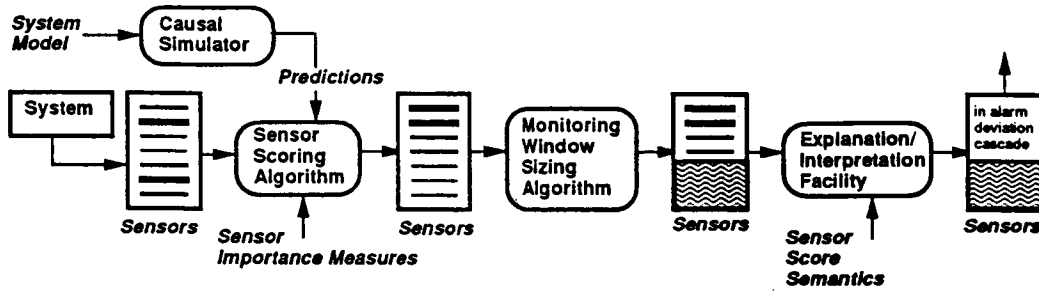 System
Model
Causal
Simulator
Predictions
System
Sensors
Sensor
Scoring
Algorithm
Sensor
Importance Measures
Sensors
Monitoring
Window
Sizing
Algorithm
Sensors
Explanation/
Interpretation
Facility
Sensor
Score
Semantics
in alarm
deviation
cascade
Sensors